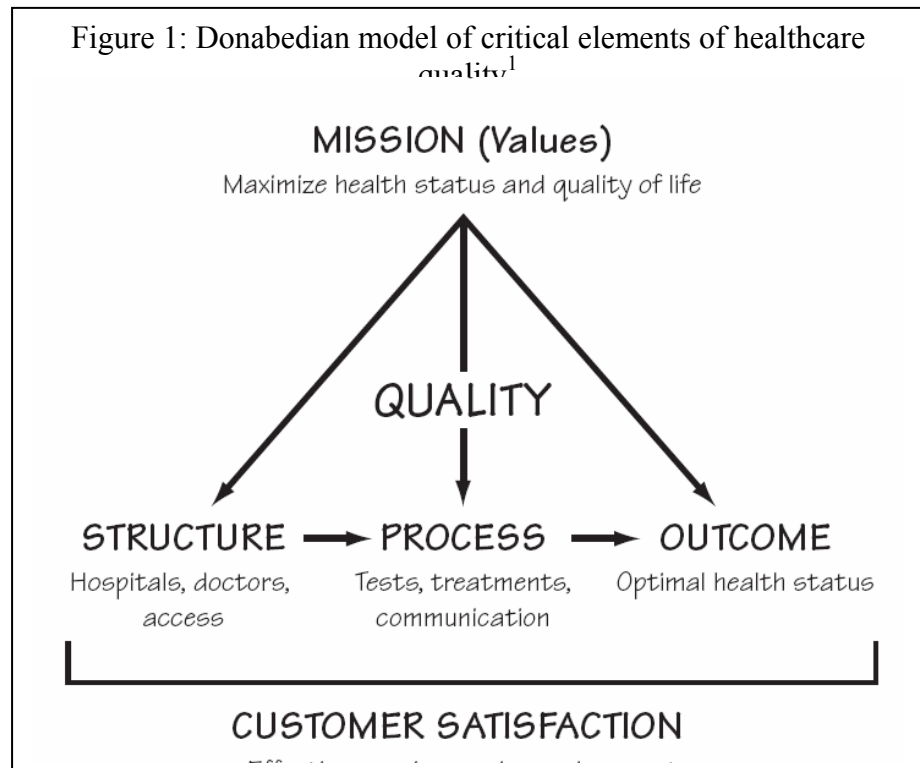 Figure 1: Donabedian model of critical elements of healthcare
quality1
MISSION (Values)
Maximize health status and quality of life
QUALITY
STRUCTURE PROCESS OUTCOME
Hospitals, doctors, Tests, treatments, Optimal health status
access communication
CUSTOMER SATISFACTION